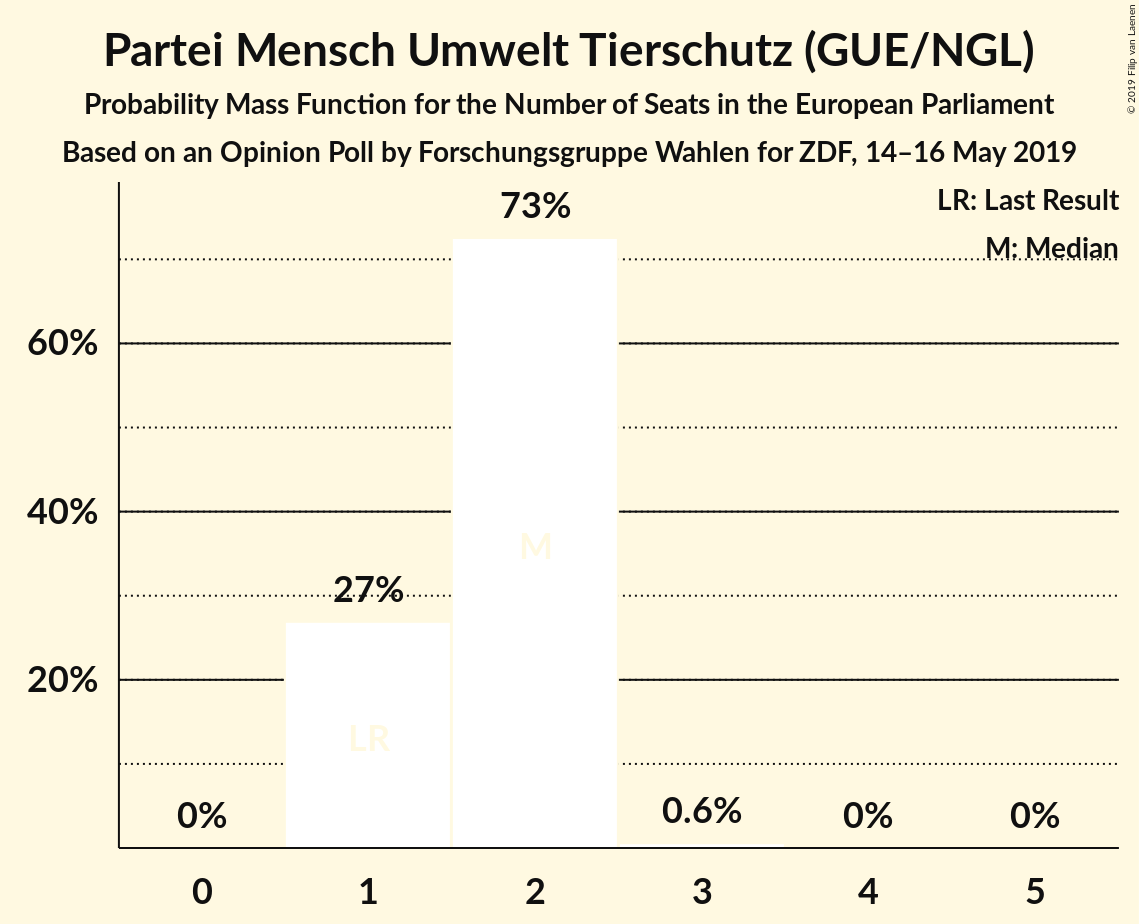 Partei Mensch Umwelt Tierschutz (GUE/NGL)
Probability Mass Function for the Number of Seats in the European Parliament
Based on an Opinion Poll by Forschungsgruppe Wahlen for ZDF, 14–16 May 2019
© 2019 Filip van Laenen
LR: Last Result
M: Median
73%
60%
40%
M
27%
20%
LR
0%
0.6%
0%
0%
0 1 2 3 4 5